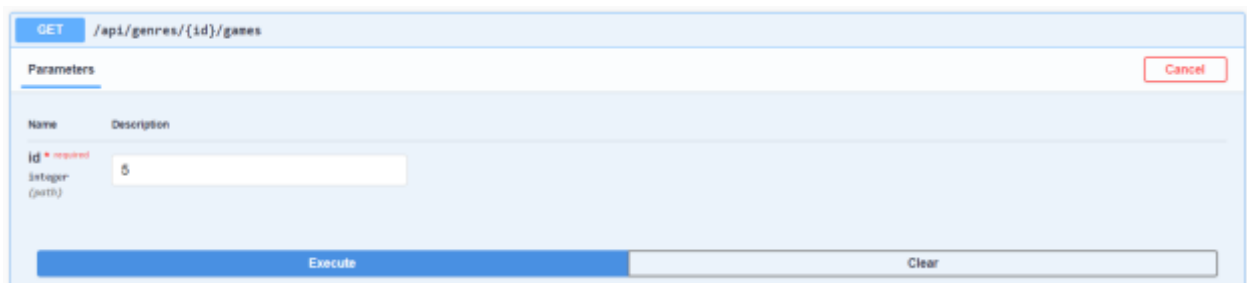 GET /api/genres/{id}/games
Parameters Cancel
Name Description
id * required
integer
(path)
5
Execute Clear